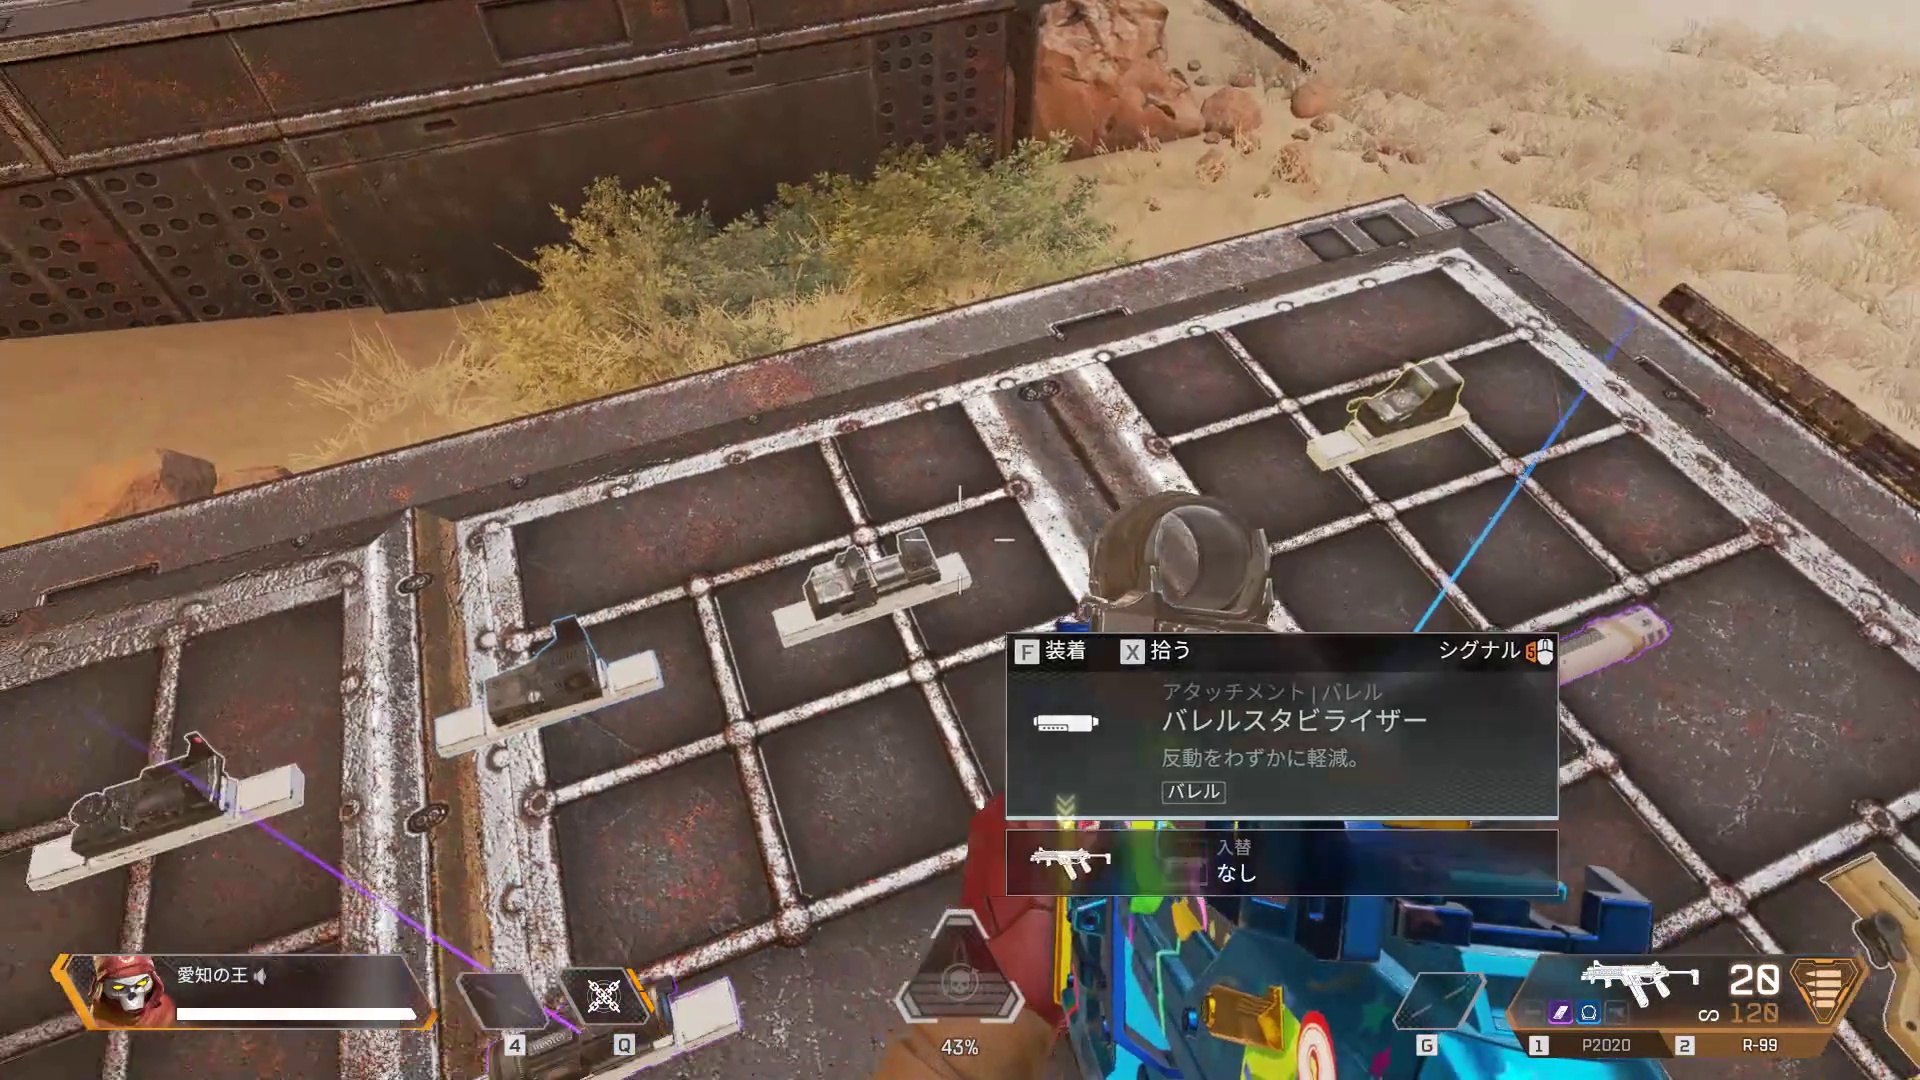 F 装着 X 拾う シグナル 5
アタッチメント | バレル
バレルスタビライザー
反動をわずかに軽減。
バレル
入替
なし
愛知の王
4
Q
43%
G
20
∞ 120
1 P2020 2 R-99